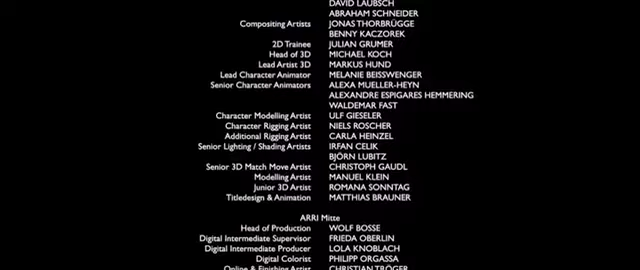 DAVID LAUBSCH
ABRAHAM SCHNEIDER
Compositing Artists JONAS THORBRÜGGE
BENNY KACZOREK
2D Trainee JULIAN GRUMER
Head of 3D MICHAEL KOCH
Lead Artist 3D MARKUS HUND
Lead Character Animator MELANIE BEISSWENGER
Senior Character Animators ALEXA MUELLER-HEYN
ALEXANDRE ESPIGARES HEMMERING
WALDEMAR FAST
Character Modelling Artist ULF GIESELER
Character Rigging Artist NIELS ROSCHER
Additional Rigging Artist CARLA HEINZEL
Senior Lighting / Shading Artists IRFAN CELIK
BJÖRN LUBITZ
Senior 3D Match Move Artist CHRISTOPH GAUDL
Modelling Artist MANUEL KLEIN
Junior 3D Artist ROMANA SONNTAG
Titledesign & Animation MATTHIAS BRAUNER
ARRI Mitte
Head of Production WOLF BOSSE
Digital Intermediate Supervisor FRIEDA OBERLIN
Digital Intermediate Producer LOLA KNOBLACH
Digital Colorist PHILIPP ORGASSA
Online & Finishing Artist CHRISTIAN TRÖGER